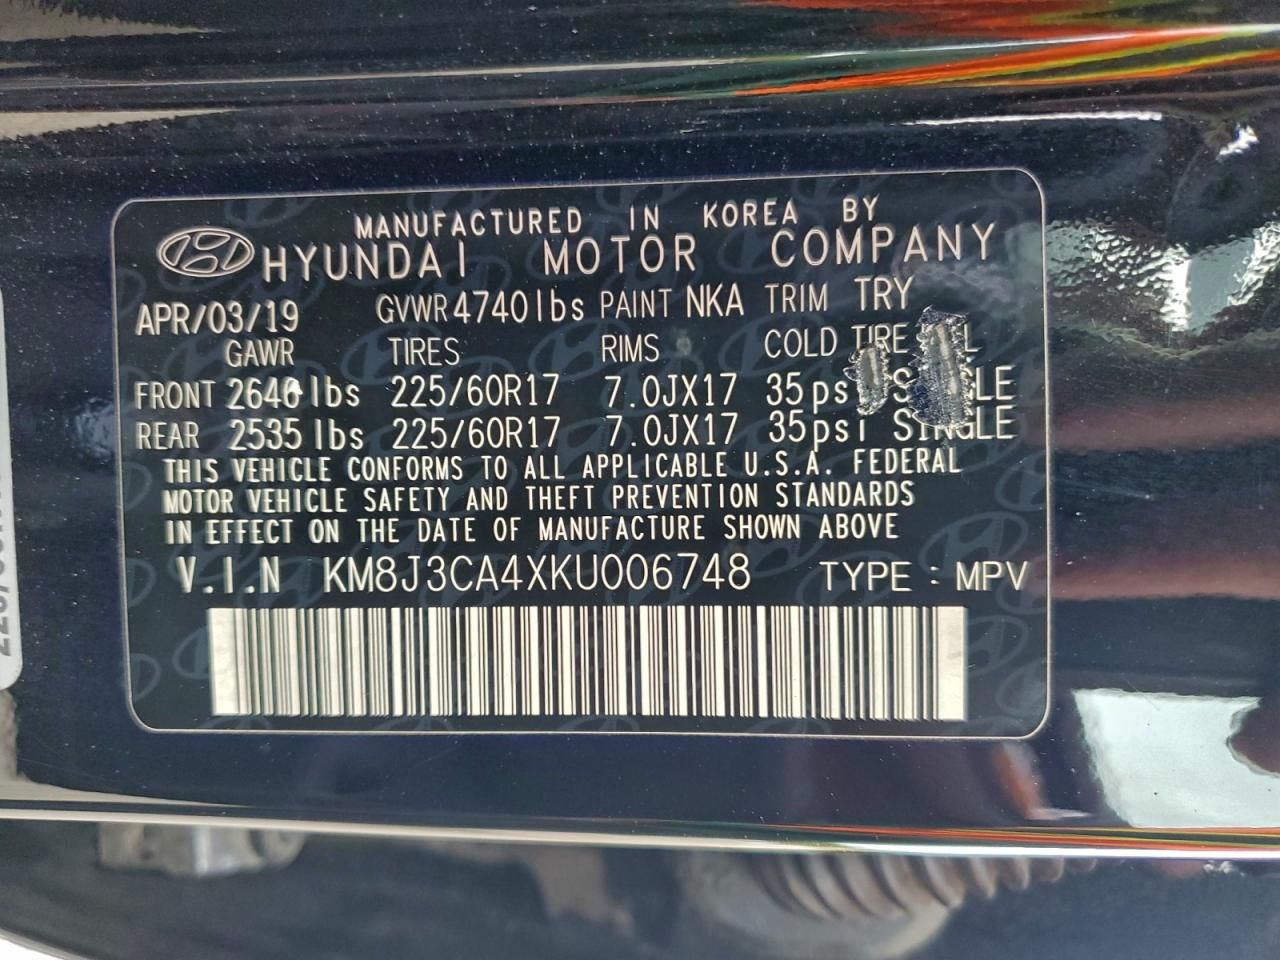 MANUFACTURED IN KOREA BY
HYUNDAI MOTOR COMPANY
APR/03/19 GVWR 4740lbs PAINT NKA TRIM TRY
GAWR TIRES RIMS COLD TIRE
FRONT 2646lbs 225/60R17 7.0JX17 35psi SINGLE
REAR 2535lbs 225/60R17 7.0JX17 35psi SINGLE
THIS VEHICLE CONFORMS TO ALL APPLICABLE U.S.A. FEDERAL
MOTOR VEHICLE SAFETY AND THEFT PREVENTION STANDARDS
IN EFFECT ON THE DATE OF MANUFACTURE SHOWN ABOVE
V.I.N KM8J3CA4XKU006748 TYPE : MPV